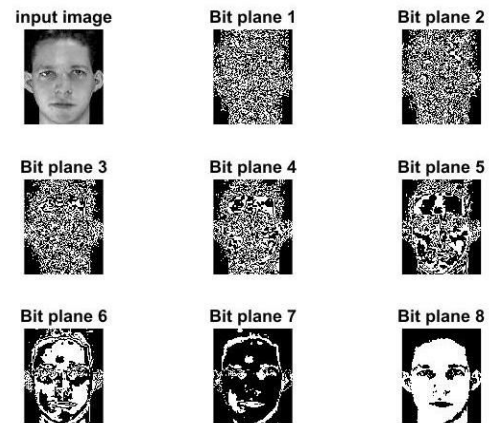 input image
Bit plane 1
Bit plane 2
Bit plane 3
Bit plane 4
Bit plane 5
Bit plane 6
Bit plane 7
Bit plane 8